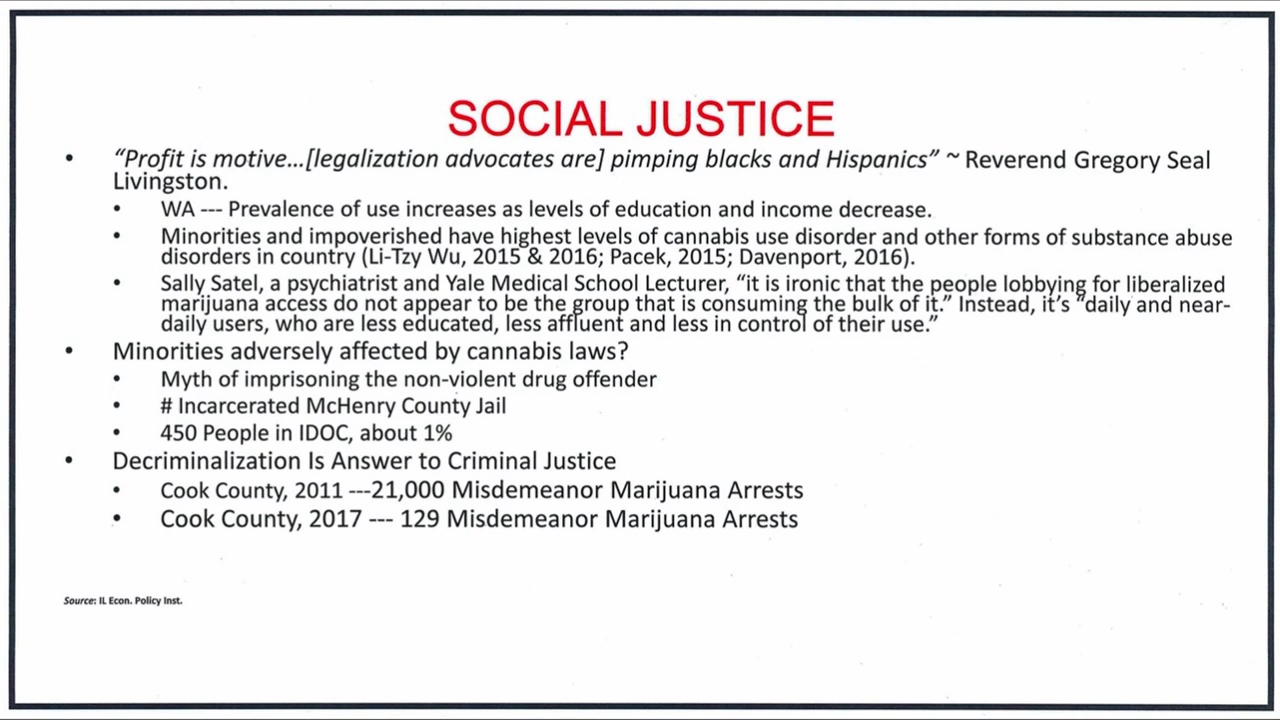 SOCIAL JUSTICE
• “Profit is motive...[legalization advocates are] pimping blacks and Hispanics” ~ Reverend Gregory Seal
Livingston.
• WA --- Prevalence of use increases as levels of education and income decrease.
• Minorities and impoverished have highest levels of cannabis use disorder and other forms of substance abuse
disorders in country (Li-Tzy Wu, 2015 & 2016; Pacek, 2015; Davenport, 2016).
• Sally Satel, a psychiatrist and Yale Medical School Lecturer, “it is ironic that the people lobbying for liberalized
marijuana access do not appear to be the group that is consuming the bulk of it.” Instead, it’s “daily and near-
daily users, who are less educated, less affluent and less in control of their use.”
• Minorities adversely affected by cannabis laws?
• Myth of imprisoning the non-violent drug offender
• # Incarcerated McHenry County Jail
• 450 People in IDOC, about 1%
• Decriminalization Is Answer to Criminal Justice
• Cook County, 2011 ---21,000 Misdemeanor Marijuana Arrests
• Cook County, 2017 --- 129 Misdemeanor Marijuana Arrests
Source: IL Econ. Policy Inst.